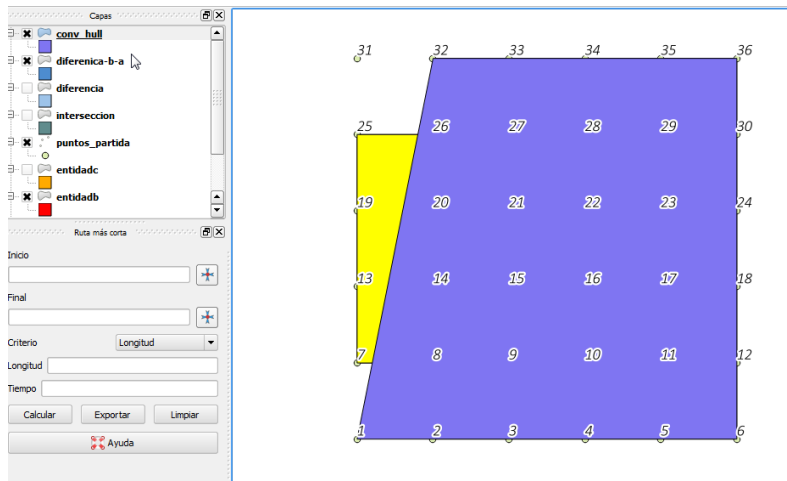 Capas
conv_hull
diferenica-b-a
diferencia
interseccion
puntos_partida
entidadc
entidadb
Ruta más corta
Inicio
Final
Criterio Longitud
Longitud
Tiempo
Calcular Exportar Limpiar
Ayuda
31 32 33 34 35 36
25 26 27 28 29 30
19 20 21 22 23 24
13 14 15 16 17 18
7 8 9 10 11 12
1 2 3 4 5 6